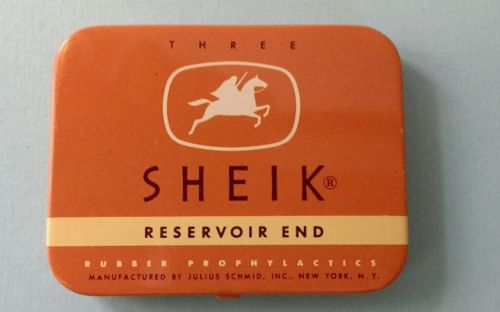 THREE
SHEIK®
RESERVOIR END
RUBBER PROPHYLACTICS
MANUFACTURED BY JULIUS SCHMID, INC., NEW YORK, N. Y.